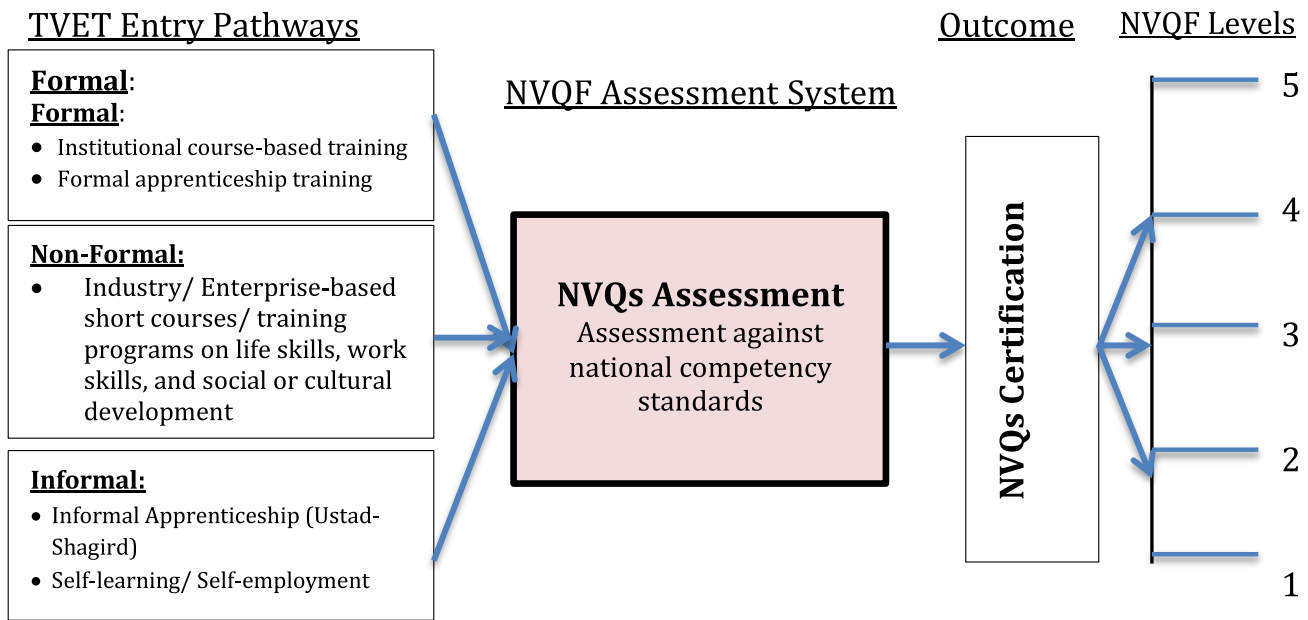 TVET Entry Pathways
Formal:
Formal:
• Institutional course-based training
• Formal apprenticeship training
Non-Formal:
• Industry/ Enterprise-based
short courses/ training
programs on life skills, work
skills, and social or cultural
development
Informal:
• Informal Apprenticeship (Ustad-
Shagird)
• Self-learning/ Self-employment
NVQF Assessment System
NVQs Assessment
Assessment against
national competency
standards
Outcome
NVQs Certification
NVQF Levels
5
4
3
2
1